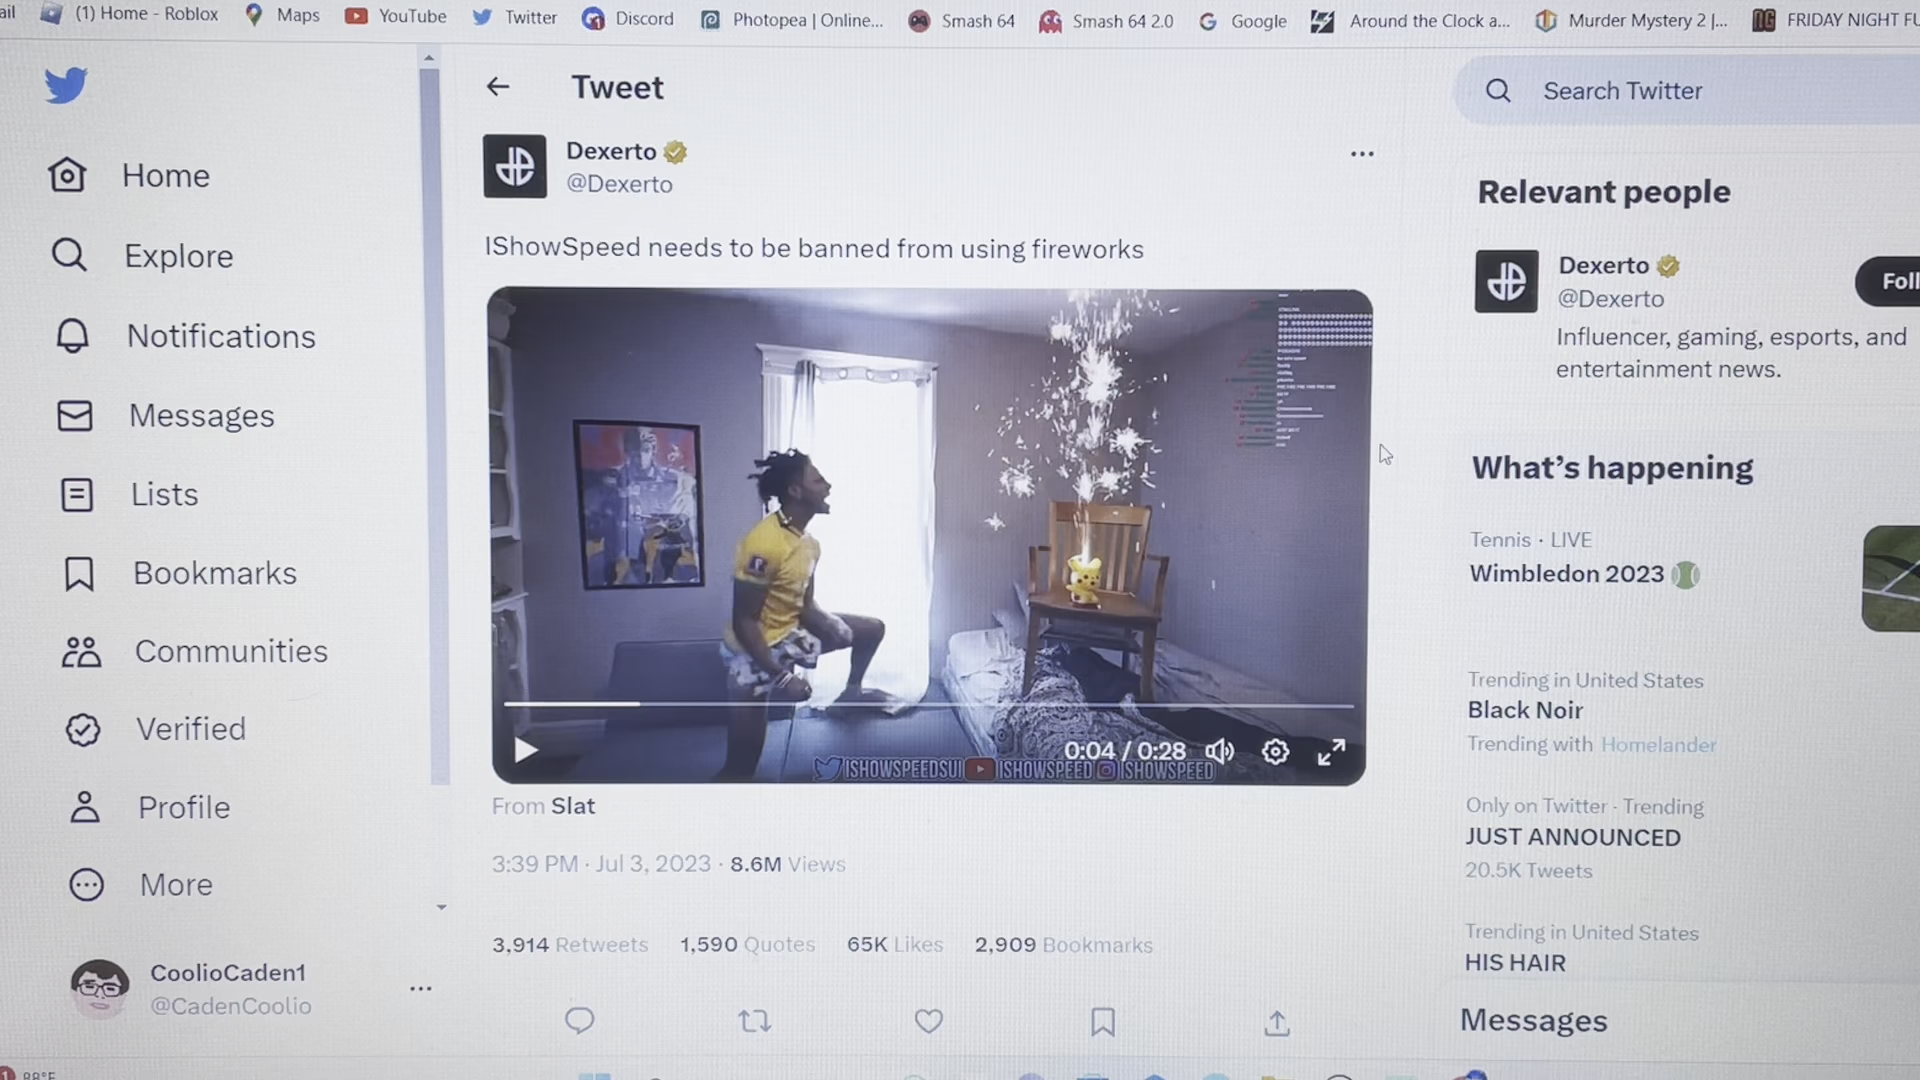 ail
(1) Home - Roblox
Maps
YouTube
Twitter
Discord
Photopea | Online...
Smash 64
Smash 64 2.0
Google
Around the Clock a...
Murder Mystery 2 |...
FRIDAY NIGHT FU
Home
Explore
Notifications
Messages
Lists
Bookmarks
Communities
Verified
Profile
More
CoolioCaden1
@CadenCoolio
Tweet
Dexerto
@Dexerto
IShowSpeed needs to be banned from using fireworks
0:04 / 0:28
ISHOWSPEEDSUI ISHOWSPEED ISHOWSPEED
From Slat
3:39 PM · Jul 3, 2023 · 8.6M Views
3,914 Retweets 1,590 Quotes 65K Likes 2,909 Bookmarks
Search Twitter
Relevant people
Dexerto
@Dexerto
Foll
Influencer, gaming, esports, and
entertainment news.
What's happening
Tennis · LIVE
Wimbledon 2023
Trending in United States
Black Noir
Trending with Homelander
Only on Twitter · Trending
JUST ANNOUNCED
20.5K Tweets
Trending in United States
HIS HAIR
Messages
1
88°F